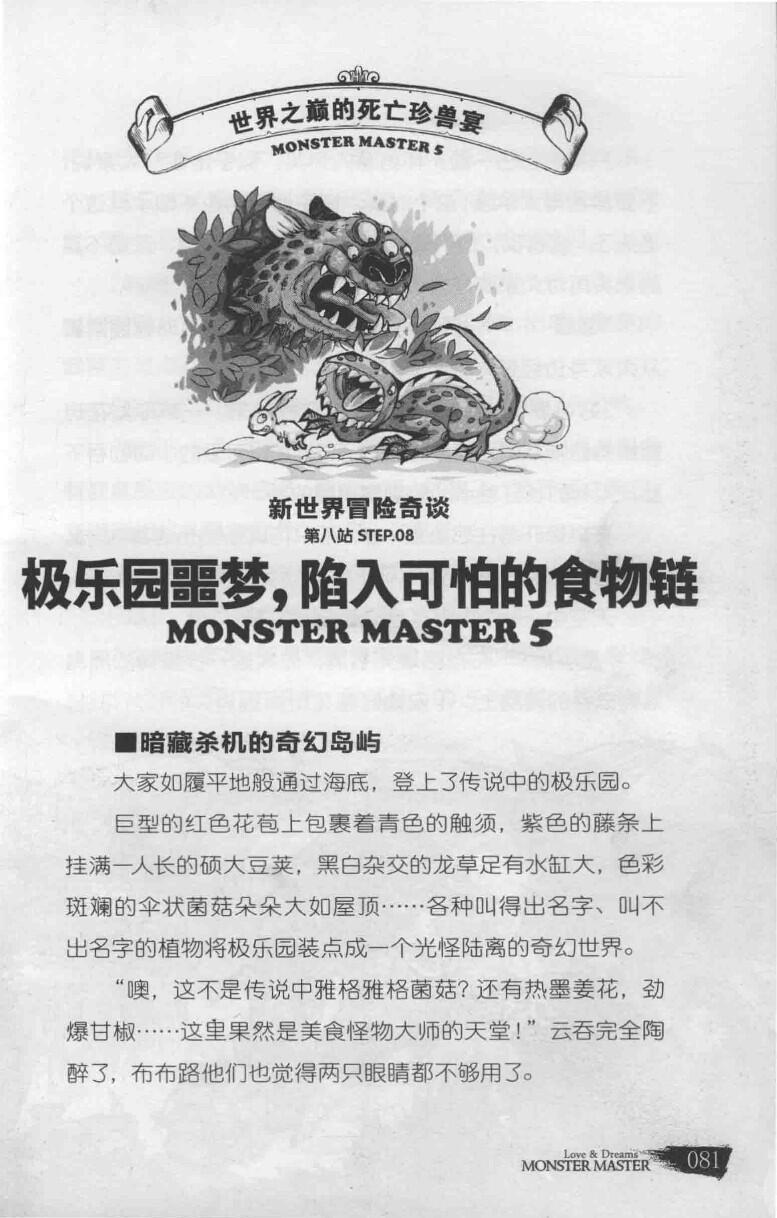 世界之巅的死亡珍兽宴
MONSTER MASTER 5
新世界冒险奇谈
第八站 STEP.08
极乐园噩梦，陷入可怕的食物链
MONSTER MASTER 5
■暗藏杀机的奇幻岛屿
大家如履平地般通过海底，登上了传说中的极乐园。
巨型的红色花苞上包裹着青色的触须，紫色的藤条上
挂满一人长的硕大豆荚，黑白杂交的龙草足有水缸大，色彩
斑斓的伞状菌菇朵朵大如屋顶……各种叫得出名字、叫不
出名字的植物将极乐园装点成一个光怪陆离的奇幻世界。
“噢，这不是传说中雅格雅格菌菇？还有热墨姜花，劲
爆甘椒……这里果然是美食怪物大师的天堂！”云吞完全陶
醉了，布布路他们也觉得两只眼睛都不够用了。
Love & Dreams
MONSTER MASTER 081